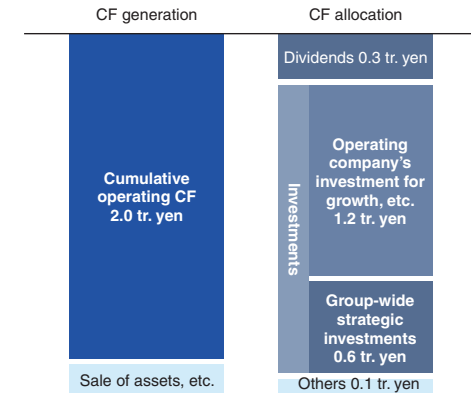 CF generation
CF allocation
Cumulative
operating CF
2.0 tr. yen
Sale of assets, etc.
Dividends 0.3 tr. yen
Investments
Operating
company's
investment for
growth, etc.
1.2 tr. yen
Group-wide
strategic
investments
0.6 tr. yen
Others 0.1 tr. yen